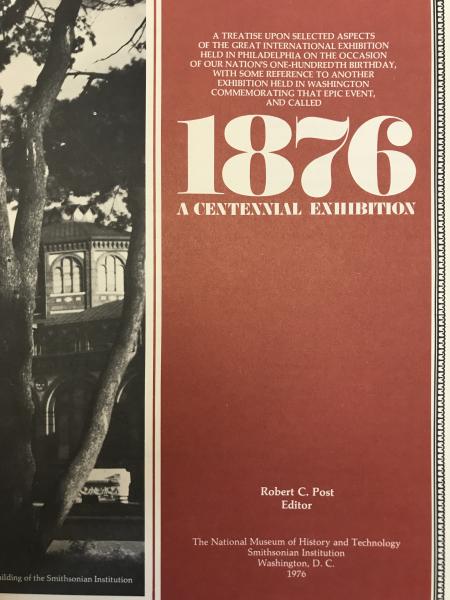 A TREATISE UPON SELECTED ASPECTS
OF THE GREAT INTERNATIONAL EXHIBITION
HELD IN PHILADELPHIA ON THE OCCASION
OF OUR NATION'S ONE-HUNDREDTH BIRTHDAY,
WITH SOME REFERENCE TO ANOTHER
EXHIBITION HELD IN WASHINGTON
COMMEMORATING THAT EPIC EVENT,
AND CALLED
1876
A CENTENNIAL EXHIBITION
Robert C. Post
Editor
The National Museum of History and Technology
Smithsonian Institution
Washington, D. C.
1976
uilding of the Smithsonian Institution